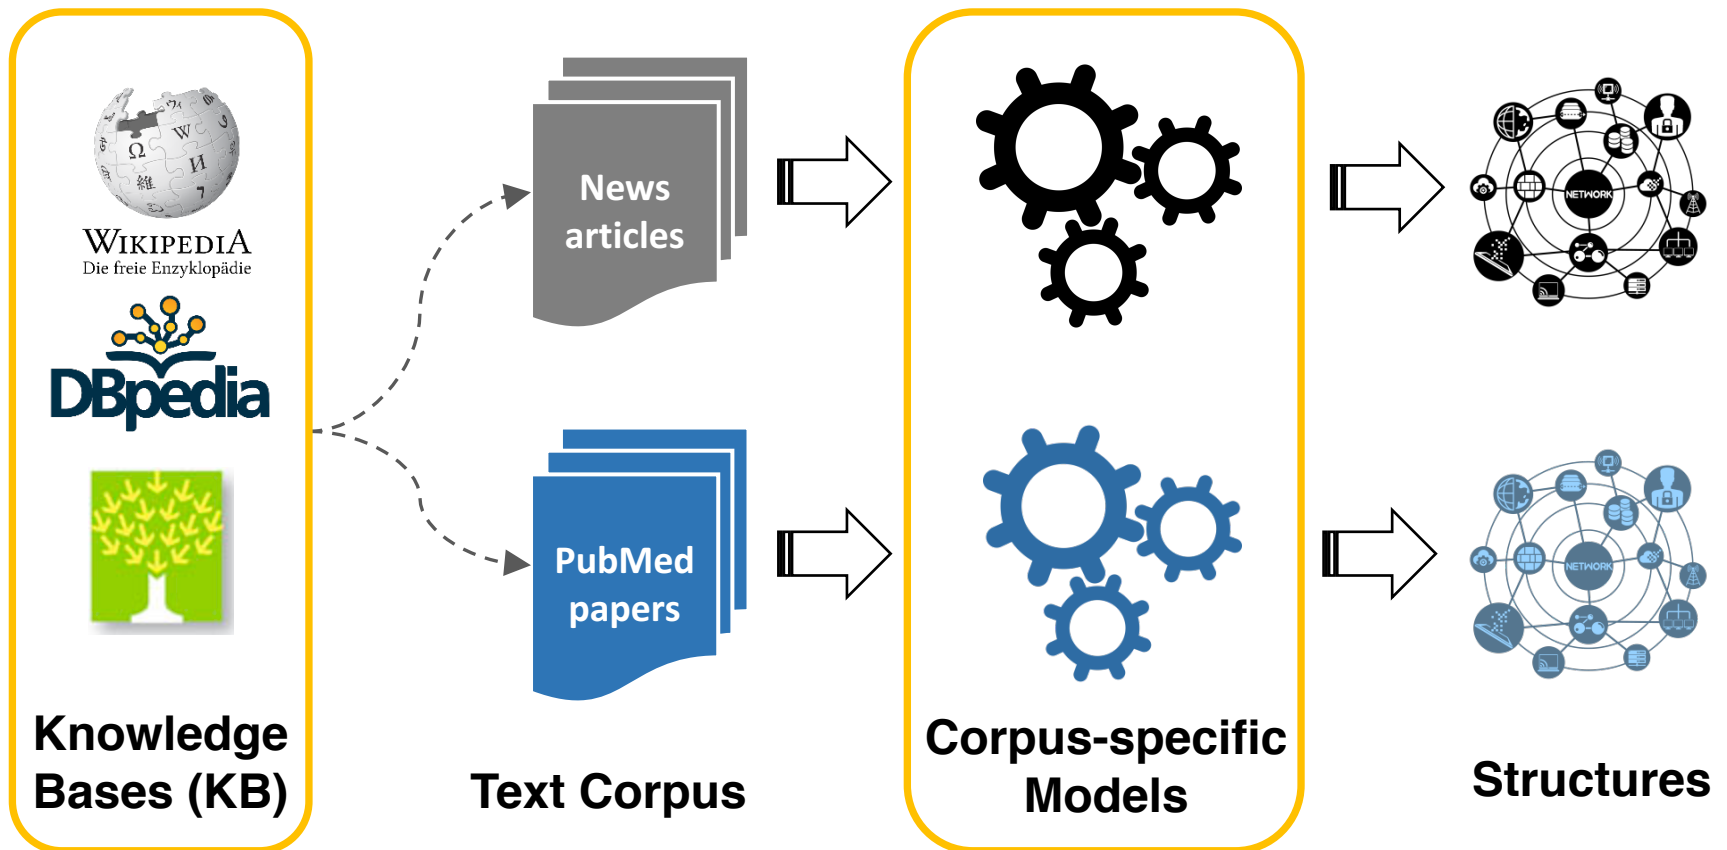 WIKIPEDIA
Die freie Enzyklopädie
DBpedia
Knowledge
Bases (KB)
News
articles
PubMed
papers
Text Corpus
Corpus-specific
Models
NETWORK
NETWORK
Structures